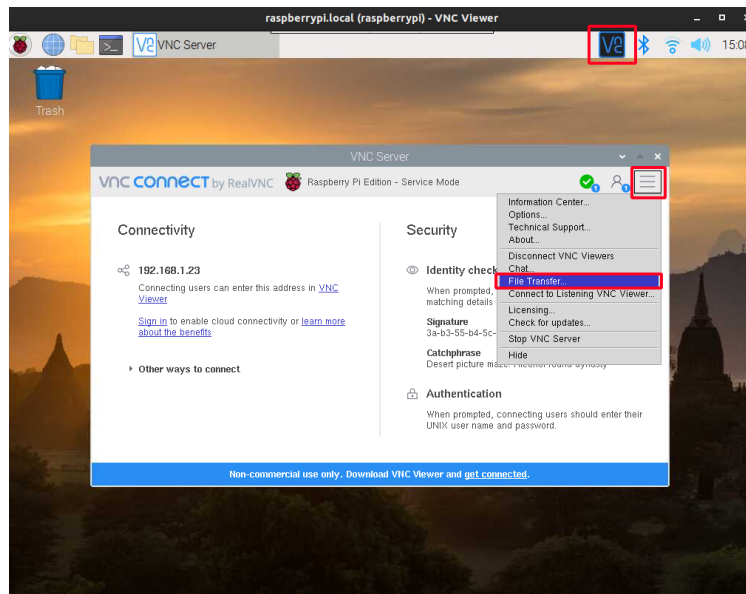 raspberrypi.local (raspberrypi) - VNC Viewer
VNC Server
15:08
Trash
VNC Server
VNC CONNECT by RealVNC
Raspberry Pi Edition - Service Mode
Information Center...
Options...
Technical Support...
About...
Disconnect VNC Viewers
Chat...
File Transfer...
Connect to Listening VNC Viewer...
Licensing...
Check for updates...
Stop VNC Server
Hide
Connectivity
192.168.1.23
Connecting users can enter this address in VNC
Viewer
Sign in to enable cloud connectivity or learn more
about the benefits
Other ways to connect
Security
Identity check
When prompted,
matching details
Signature
3a-b3-55-b4-5c-
Catchphrase
Desert picture
Authentication
When prompted, connecting users should enter their
UNIX user name and password.
Non-commercial use only. Download VNC Viewer and get connected.